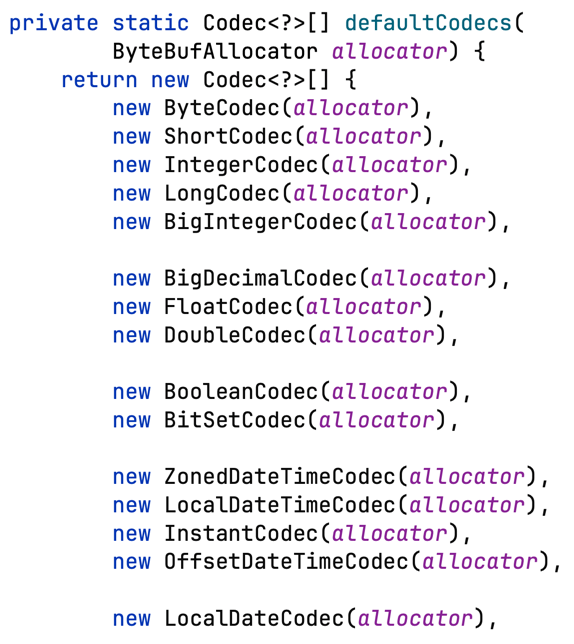 private static Codec<?>[] defaultCodecs(
        ByteBufAllocator allocator) {
    return new Codec<?>[] {
        new ByteCodec(allocator),
        new ShortCodec(allocator),
        new IntegerCodec(allocator),
        new LongCodec(allocator),
        new BigIntegerCodec(allocator),

        new BigDecimalCodec(allocator),
        new FloatCodec(allocator),
        new DoubleCodec(allocator),

        new BooleanCodec(allocator),
        new BitSetCodec(allocator),

        new ZonedDateTimeCodec(allocator),
        new LocalDateTimeCodec(allocator),
        new InstantCodec(allocator),
        new OffsetDateTimeCodec(allocator),

        new LocalDateCodec(allocator),